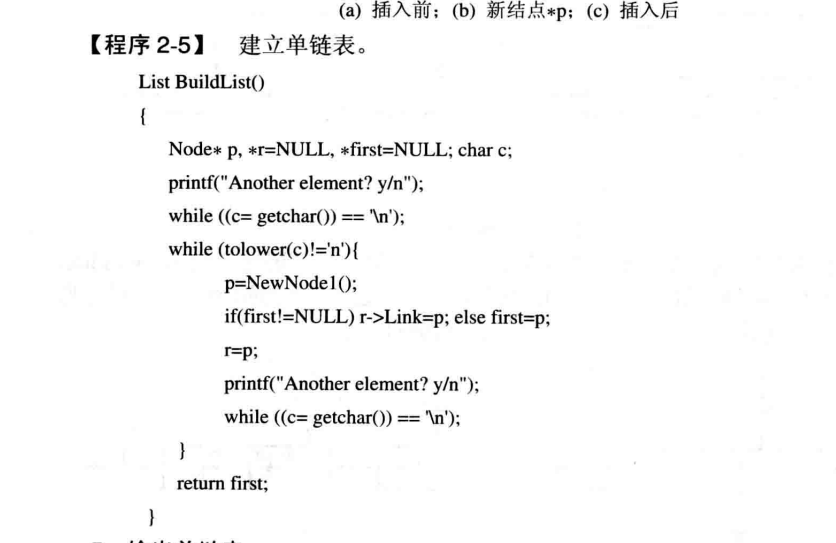 (a) 插入前；(b) 新结点*p；(c) 插入后
【程序 2-5】 建立单链表。
List BuildList()
{
Node* p, *r=NULL, *first=NULL; char c;
printf("Another element? y/n");
while ((c= getchar()) == '\n');
while (tolower(c)!='n'){
p=NewNode1();
if(first!=NULL) r->Link=p; else first=p;
r=p;
printf("Another element? y/n");
while ((c= getchar()) == '\n');
}
return first;
}